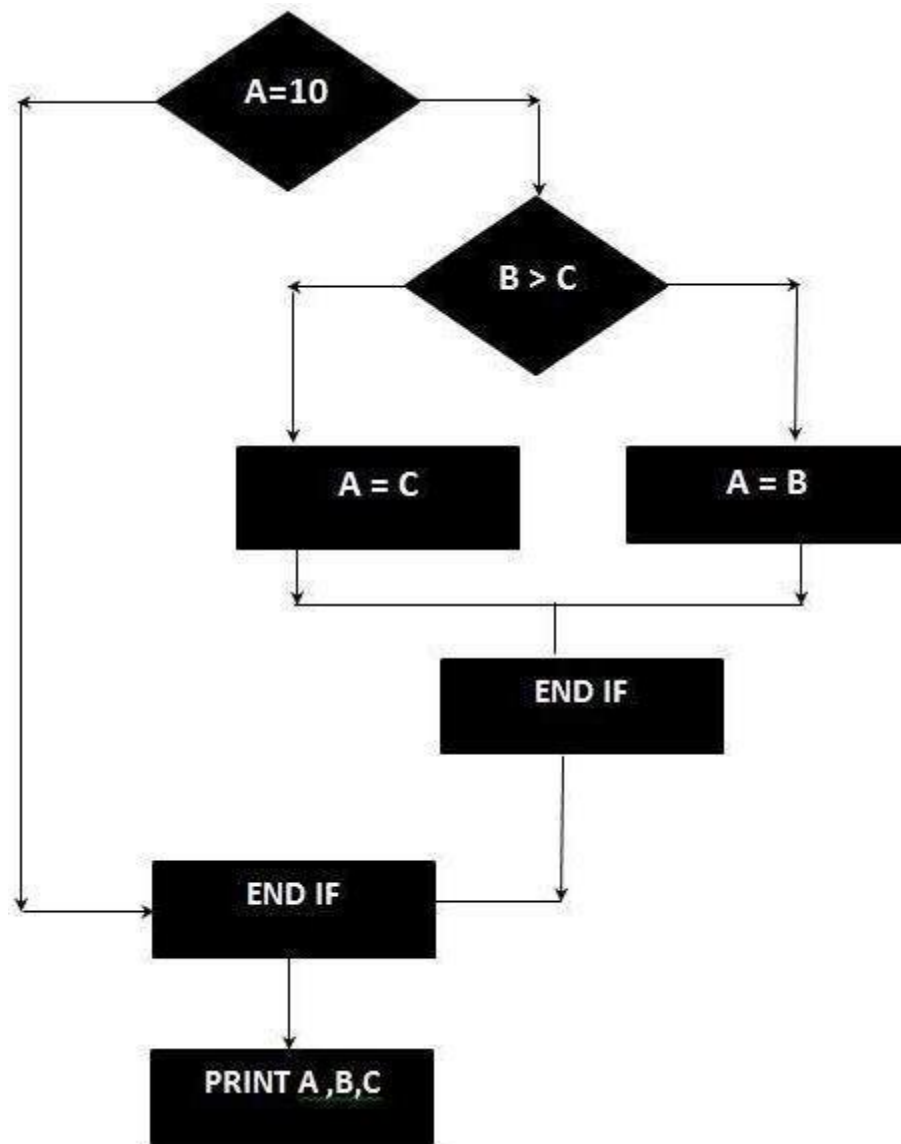 A=10
B > C
A = C
A = B
END IF
END IF
PRINT A ,B,C